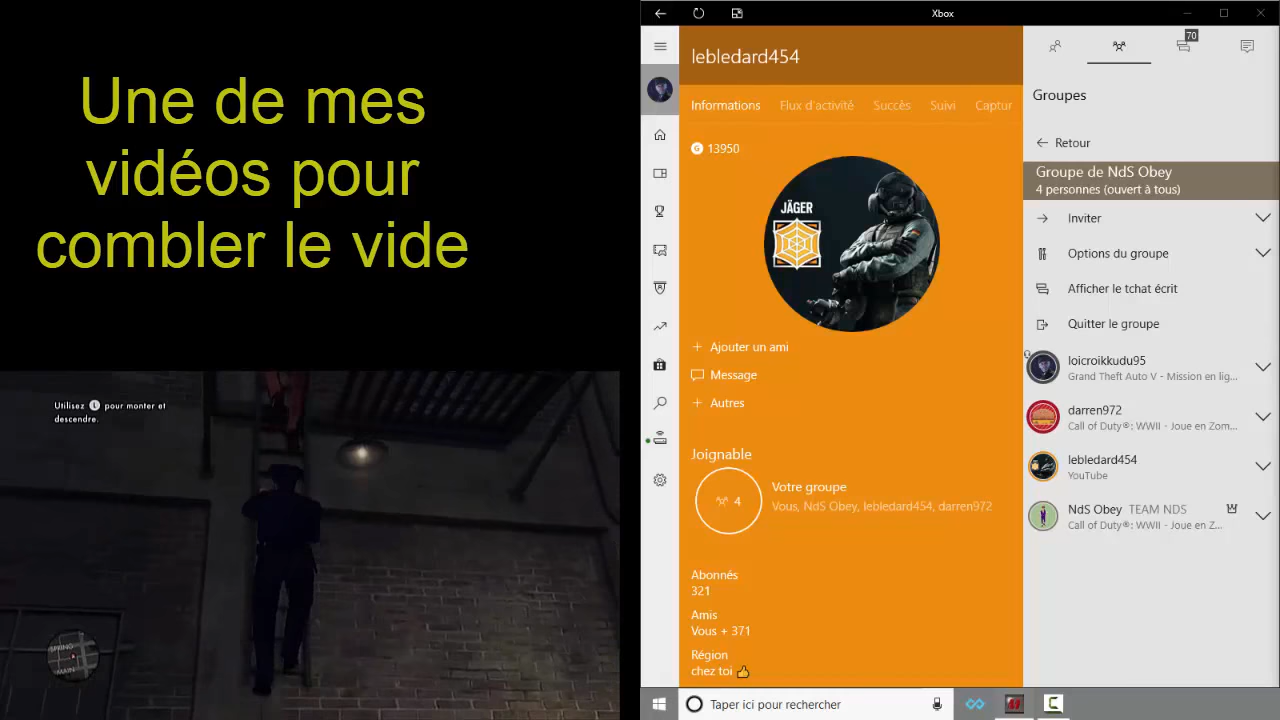 Une de mes
vidéos pour
combler le vide
Utilisez L pour monter et
descendre.
SPRING
MAIN
Xbox
lebledard454
Informations Flux d'activité Succès Suivi Captur
G 13950
JÄGER
+ Ajouter un ami
Message
+ Autres
Joignable
4
Votre groupe
Vous, NdS Obey, lebledard454, darren972
Abonnés
321
Amis
Vous + 371
Région
chez toi 👍
70
Groupes
Retour
Groupe de NdS Obey
4 personnes (ouvert à tous)
Inviter
Options du groupe
Afficher le tchat écrit
Quitter le groupe
loicroikkudu95
Grand Theft Auto V - Mission en lig...
darren972
Call of Duty®: WWII - Joue en Zom...
lebledard454
YouTube
NdS Obey TEAM NDS
Call of Duty®: WWII - Joue en Z...
Taper ici pour rechercher